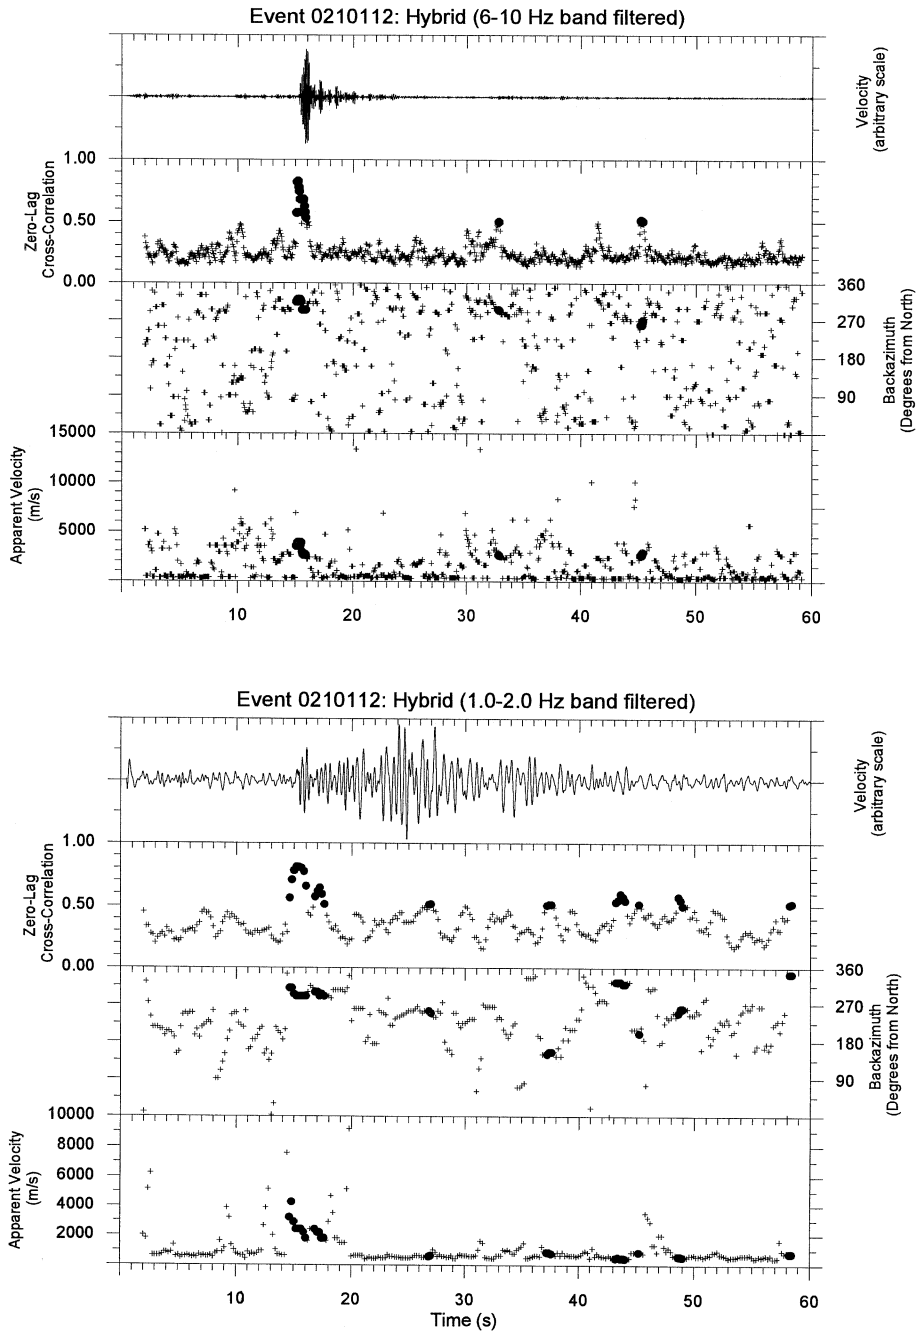 Event 0210112: Hybrid (6-10 Hz band filtered)
Velocity
(arbitrary scale)
1.00
Zero-Lag
Cross-Correlation
0.50
0.00
360
270
180
90
Backazimuth
(Degrees from North)
15000
10000
5000
Apparent Velocity
(m/s)
10 20 30 40 50 60
Event 0210112: Hybrid (1.0-2.0 Hz band filtered)
Velocity
(arbitrary scale)
1.00
Zero-Lag
Cross-Correlation
0.50
0.00
360
270
180
90
Backazimuth
(Degrees from North)
10000
8000
6000
4000
2000
Apparent Velocity
(m/s)
10 20 30 40 50 60
Time (s)